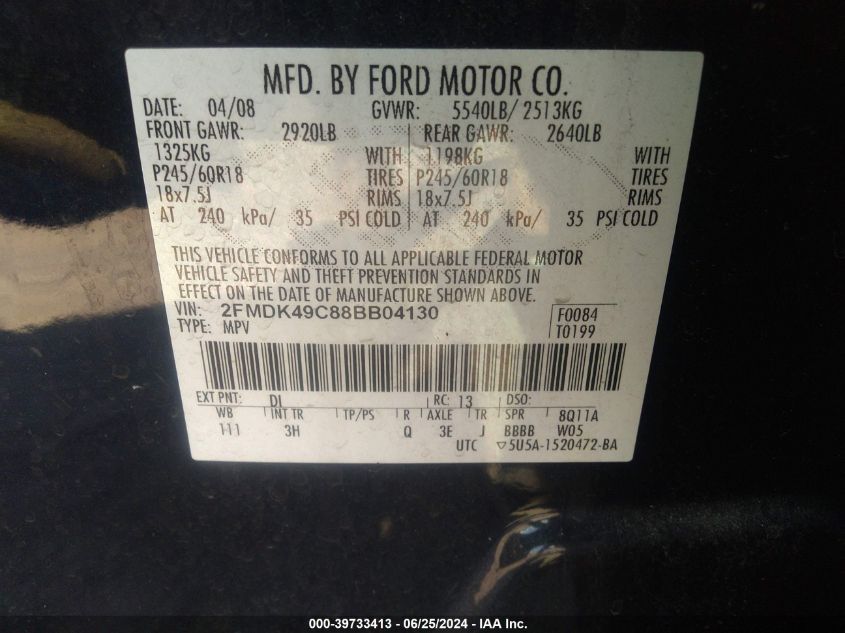 MFD. BY FORD MOTOR CO.
DATE: 04/08 GVWR: 5540LB/ 2513KG
FRONT GAWR: 2920LB REAR GAWR: 2640LB
1325KG WITH 1198KG WITH
P245/60R18 TIRES P245/60R18 TIRES
18x7.5J RIMS 18x7.5J RIMS
AT 240 kPa/ 35 PSI COLD AT 240 kPa/ 35 PSI COLD
THIS VEHICLE CONFORMS TO ALL APPLICABLE FEDERAL MOTOR
VEHICLE SAFETY AND THEFT PREVENTION STANDARDS IN
EFFECT ON THE DATE OF MANUFACTURE SHOWN ABOVE.
VIN: 2FMDK49C88BB04130 F0084
TYPE: MPV T0199
EXT PNT: DL RC: 13 DSO:
WB INT TR TP/PS R AXLE TR SPR 8Q11A
111 3H Q 3E J BBBB W05
UTC ▽5U5A-1520472-BA
000-39733413 - 06/25/2024 - IAA Inc.